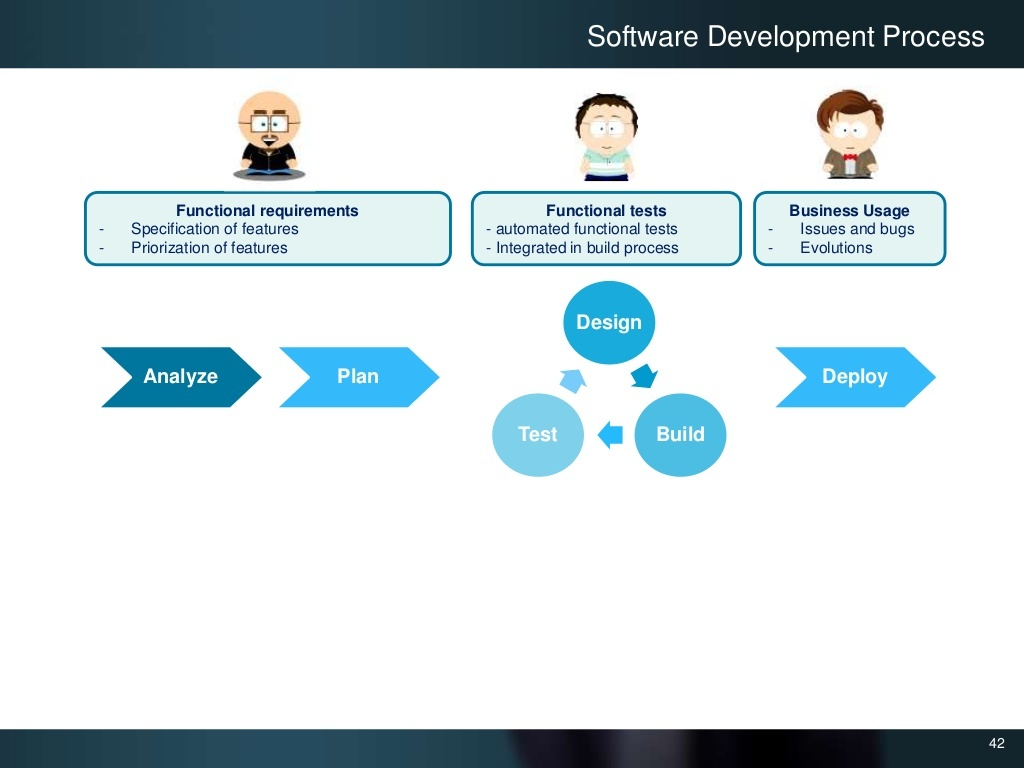 Software Development Process
Functional requirements
- Specification of features
- Priorization of features
Functional tests
- automated functional tests
- Integrated in build process
Business Usage
- Issues and bugs
- Evolutions
Analyze
Plan
Design
Build
Test
Deploy
42